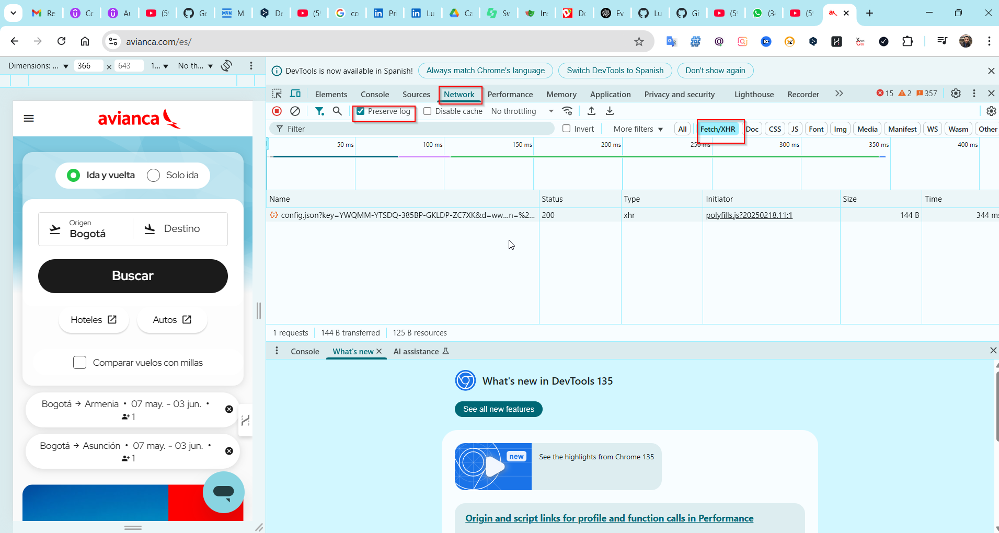 Re
Co
Au
(5
Ge
MVN M
De
(5
co
in Pr
in Lu
Ca
Sw
In
Do
Ev
Lu
Gi
(5
(3
(5
avianca.com/es/
Dimensions: ... 366 × 643 1... No th...
DevTools is now available in Spanish! Always match Chrome's language Switch DevTools to Spanish Don't show again
Elements Console Sources Network Performance Memory Application Privacy and security Lighthouse Recorder 15 2 357
Preserve log Disable cache No throttling
Filter Invert More filters All Fetch/XHR Doc CSS JS Font Img Media Manifest WS Wasm Other
50 ms 100 ms 150 ms 200 ms 250 ms 300 ms 350 ms 400 ms
Name Status Type Initiator Size Time
config.json?key=YWQMM-YTSDQ-385BP-GKLDP-ZC7XK&d=ww...n=%2... 200 xhr polyfills.js?20250218.11:1 144 B 344 ms
1 requests 144 B transferred 125 B resources
Console What's new AI assistance
What's new in DevTools 135
See all new features
new
See the highlights from Chrome 135
Origin and script links for profile and function calls in Performance
avianca
Ida y vuelta Solo ida
Origen
Bogotá Destino
Buscar
Hoteles Autos
Comparar vuelos con millas
Bogotá → Armenia • 07 may. - 03 jun. •
1
Bogotá → Asunción • 07 may. - 03 jun. •
1